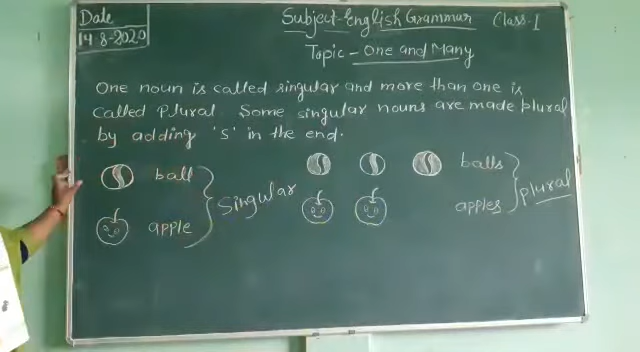 Date
14-8-2020
Subject-English Grammar Class-I
Topic - One and Many
One noun is called singular and more than one is
called Plural. Some singular nouns are made plural
by adding 's' in the end.
ball
apple
Singular
balls
apples
plural